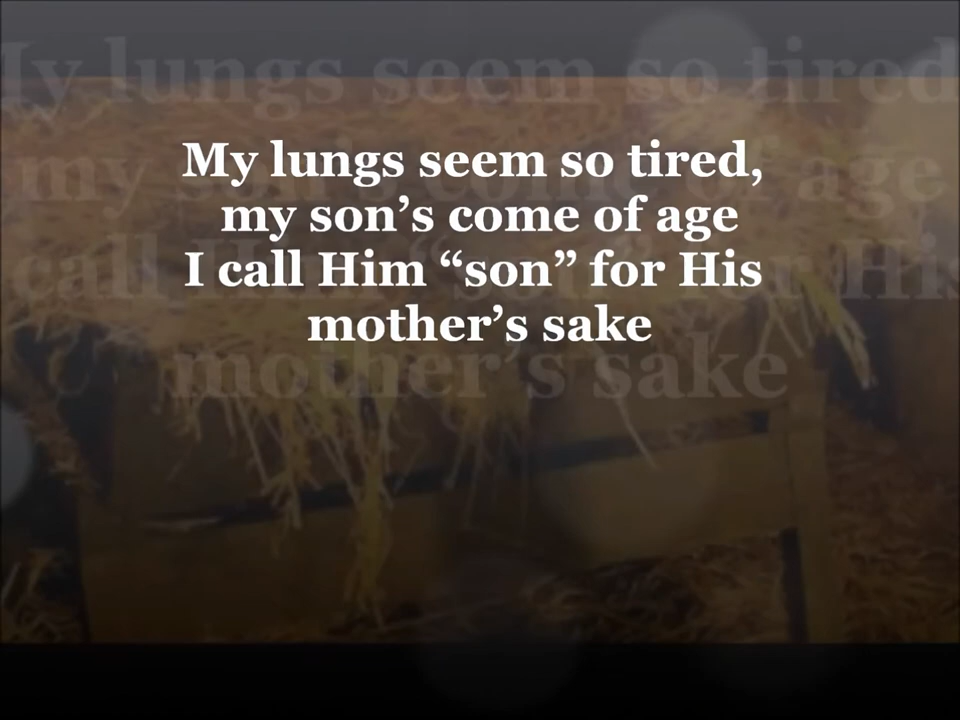 My lungs seem so tired,
my son’s come of age
I call Him “son” for His
mother’s sake